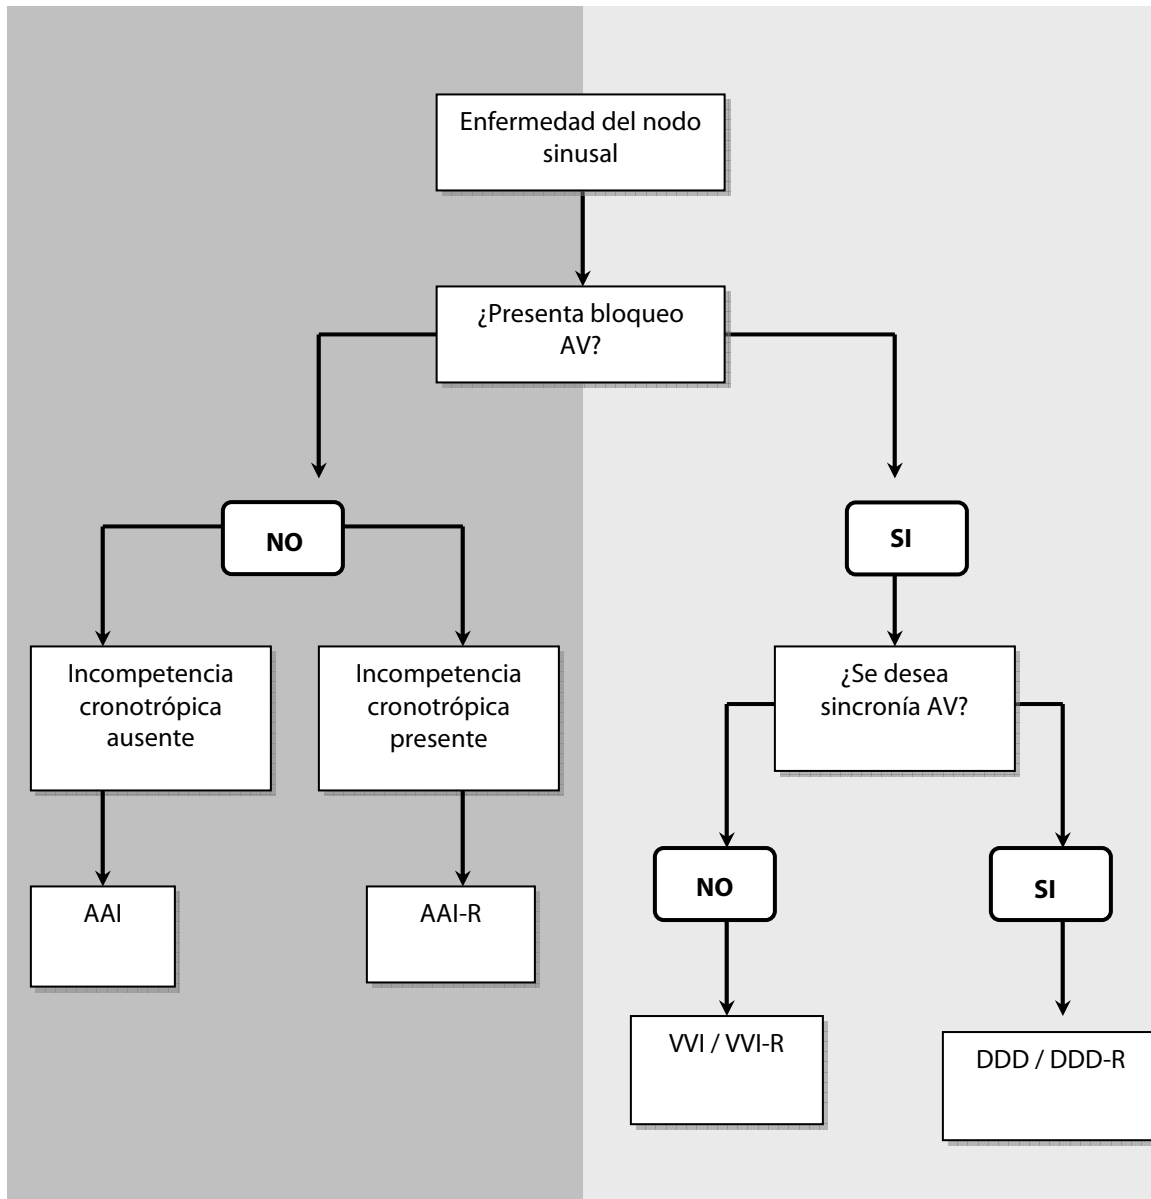 Enfermedad del nodo
sinusal
¿Presenta bloqueo
AV?
NO
SI
Incompetencia
cronotrópica
ausente
Incompetencia
cronotrópica
presente
¿Se desea
sincronía AV?
NO
SI
AAI
AAI-R
VVI / VVI-R
DDD / DDD-R